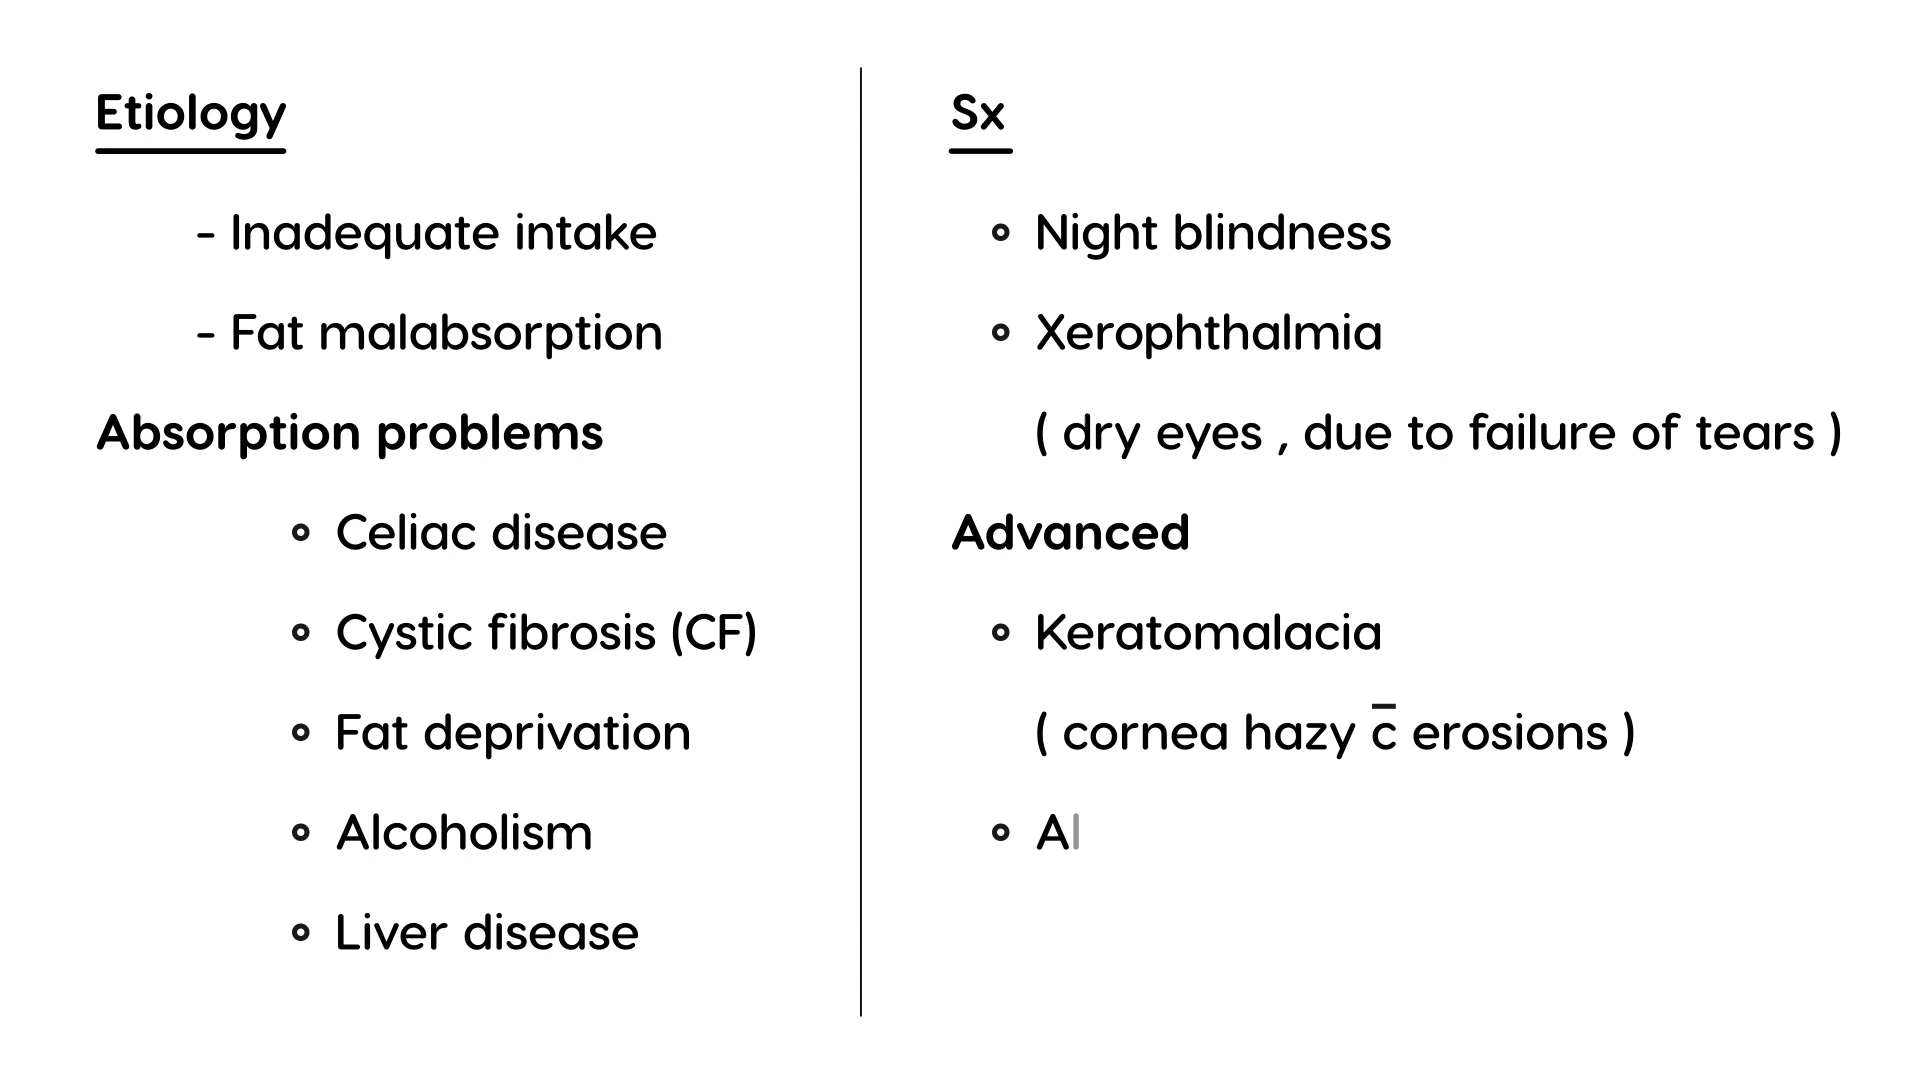 Etiology
- Inadequate intake
- Fat malabsorption
Absorption problems
∘ Celiac disease
∘ Cystic fibrosis (CF)
∘ Fat deprivation
∘ Alcoholism
∘ Liver disease
Sx
∘ Night blindness
∘ Xerophthalmia
( dry eyes , due to failure of tears )
Advanced
∘ Keratomalacia
( cornea hazy c̄ erosions )
∘ Al